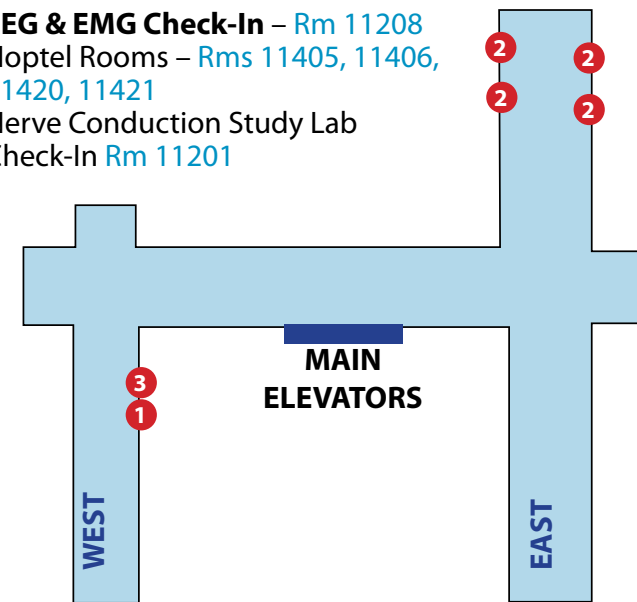 EG & EMG Check-In – Rm 11208
Hoptel Rooms – Rms 11405, 11406,
1420, 11421
Nerve Conduction Study Lab
Check-In Rm 11201
2
2
2
2
MAIN
ELEVATORS
3
1
WEST
EAST